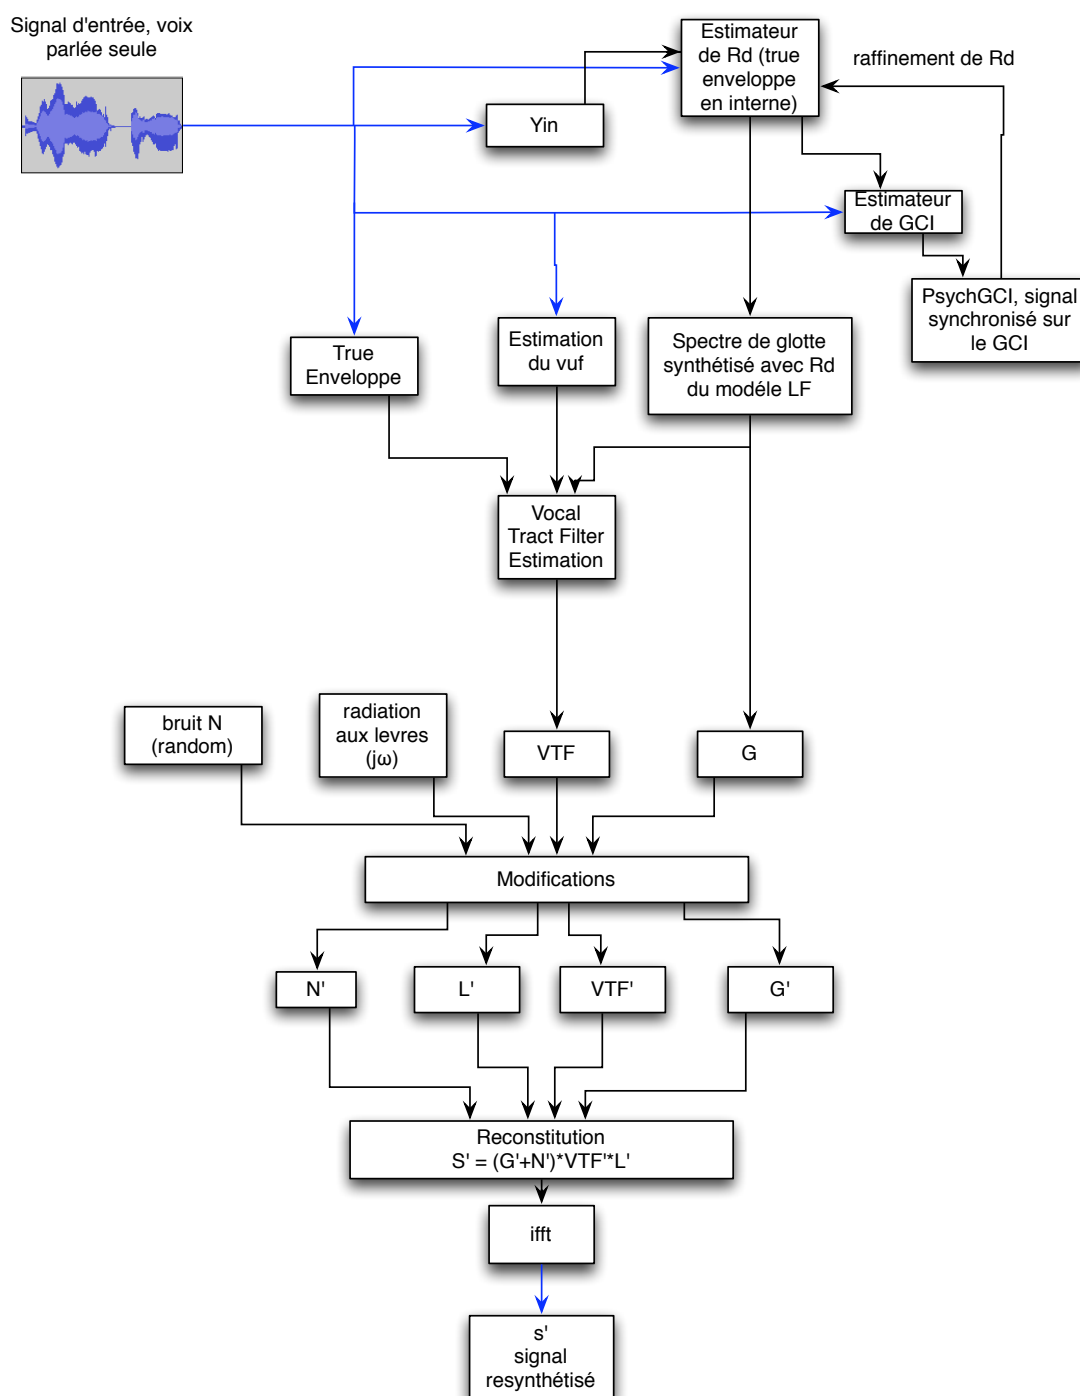 Signal d'entrée, voix
parlée seule
Estimateur
de Rd (true
enveloppe
en interne)
raffinement de Rd
Yin
Estimateur
de GCI
PsychGCI, signal
synchronisé sur
le GCI
True
Enveloppe
Estimation
du vuf
Spectre de glotte
synthétisé avec Rd
du modéle LF
Vocal
Tract Filter
Estimation
bruit N
(random)
radiation
aux levres
(jω)
VTF
G
Modifications
N'
L'
VTF'
G'
Reconstitution
S' = (G'+N')*VTF'*L'
ifft
s'
signal
resynthétisé